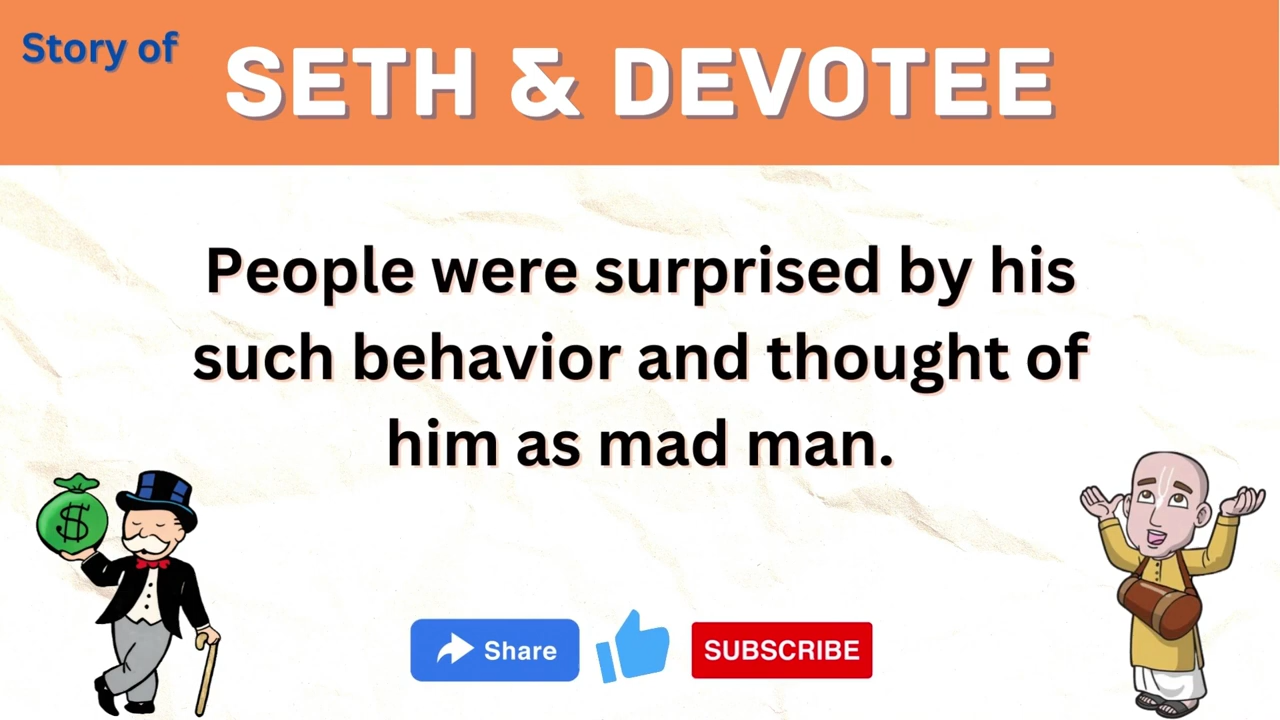 Story of
SETH & DEVOTEE
People were surprised by his
such behavior and thought of
him as mad man.
$
Share
SUBSCRIBE